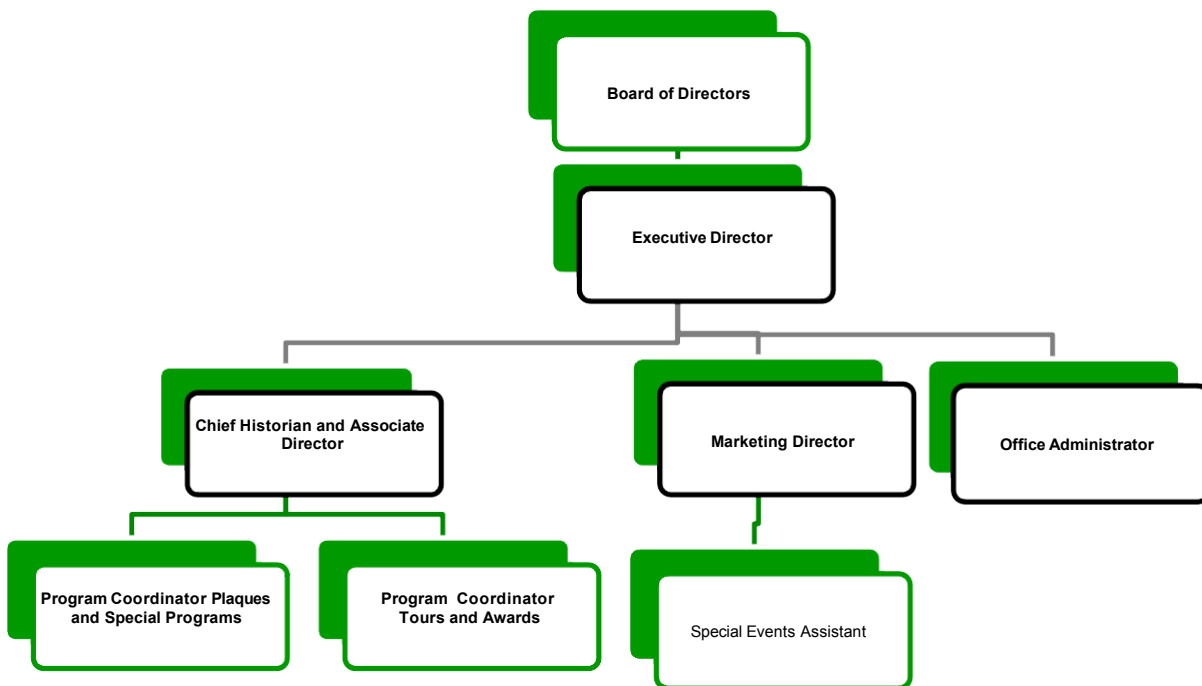 Board of Directors
Executive Director
Chief Historian and Associate
Director
Marketing Director
Office Administrator
Program Coordinator Plaques
and Special Programs
Program Coordinator
Tours and Awards
Special Events Assistant